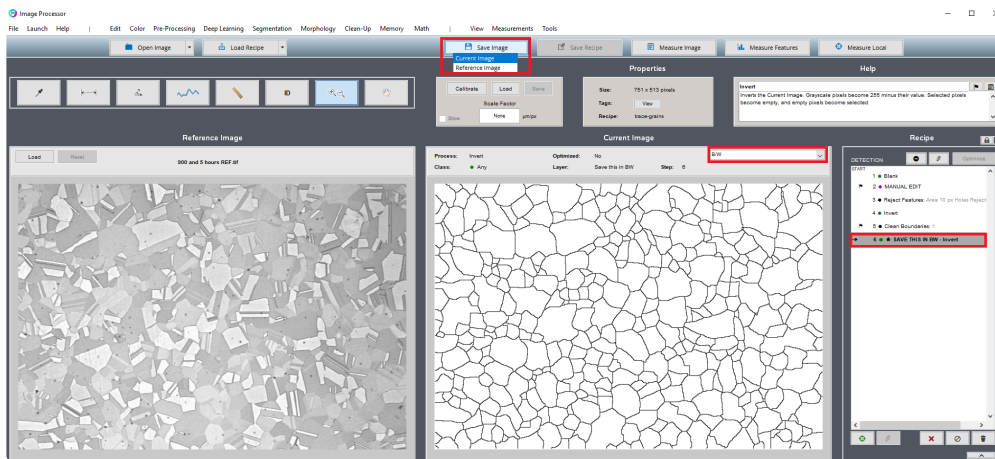 Image Processor
File Launch Help | Edit Color Pre-Processing Deep Learning Segmentation Morphology Clean-Up Memory Math | View Measurements Tools
Open Image Load Recipe Save Image Save Recipe Measure Image Measure Features Measure Local
Current Image
Reference Image
Properties
Help
Calibrate Load Save
Scale Factor
Show None µm/px
Size: 751 x 513 pixels
Tags: View
Recipe: trace-grains
Invert
Inverts the Current Image. Grayscale pixels become 255 minus their value. Selected pixels
become empty, and empty pixels become selected.
Reference Image
Current Image
Recipe
Load Reset 900 and 5 hours REF.tif
Process: Invert Optimized: No B/W
Class: Any Layer: Save this in BW Step: 6
DETECTION Optimize
START
1 Blank
2 MANUAL EDIT
3 Reject Features: Area 10 px Holes Reject
4 Invert
5 Clean Boundaries: 1
6 SAVE THIS IN BW - Invert